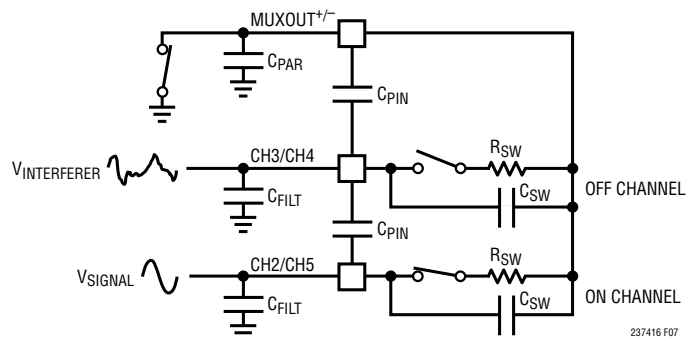 MUXOUT+/–
CPAR
CPIN
VINTERFERER
CH3/CH4
RSW
CFILT
CSW
OFF CHANNEL
CPIN
VSIGNAL
CH2/CH5
RSW
CFILT
CSW
ON CHANNEL
237416 F07